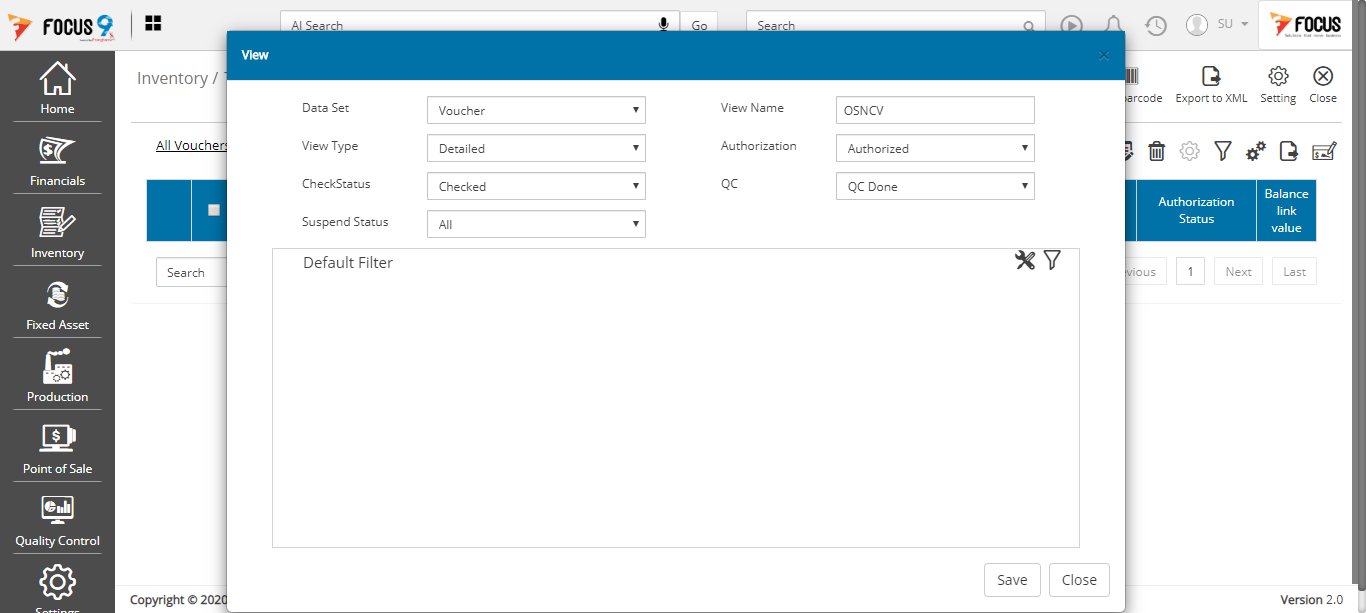 FOCUS 9
AI Search
Go
Search
SU
FOCUS
Inventory /
View
×
Data Set
Voucher
View Name
OSNCV
View Type
Detailed
Authorization
Authorized
CheckStatus
Checked
QC
QC Done
Suspend Status
All
Default Filter
Save
Close
Home
Financials
Inventory
Fixed Asset
Production
Point of Sale
Quality Control
Settings
All Vouchers
Search
Export to XML
Setting
Close
Authorization
Status
Balance
link
value
1
Next
Last
Copyright © 2020
Version 2.0